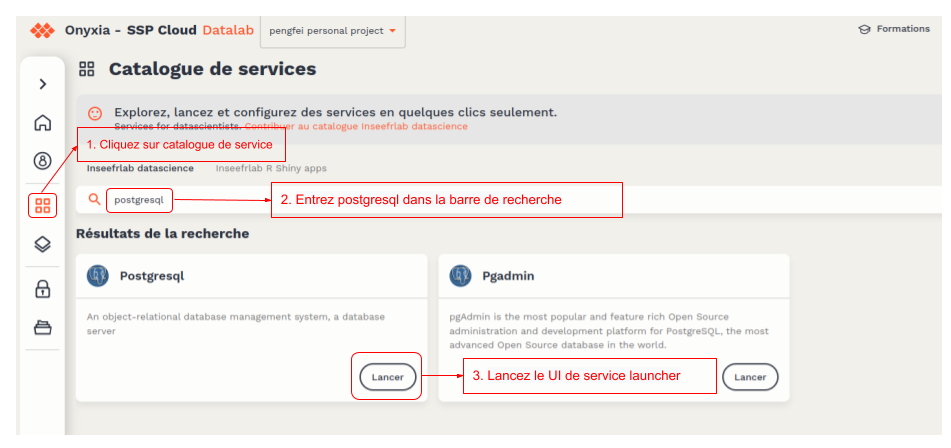 Onyxia - SSP Cloud Datalab
pengfei personal project
Formations
Catalogue de services
Explorez, lancez et configurez des services en quelques clics seulement.
Services for datascientists. Contribuer au catalogue Inseefrlab datascience
1. Cliquez sur catalogue de service
Inseefrlab datascience
Inseefrlab R Shiny apps
postgresql
2. Entrez postgresql dans la barre de recherche
Résultats de la recherche
Postgresql
An object-relational database management system, a database
server
Lancer
Pgadmin
pgAdmin is the most popular and feature rich Open Source
administration and development platform for PostgreSQL, the most
advanced Open Source database in the world.
3. Lancez le UI de service launcher
Lancer